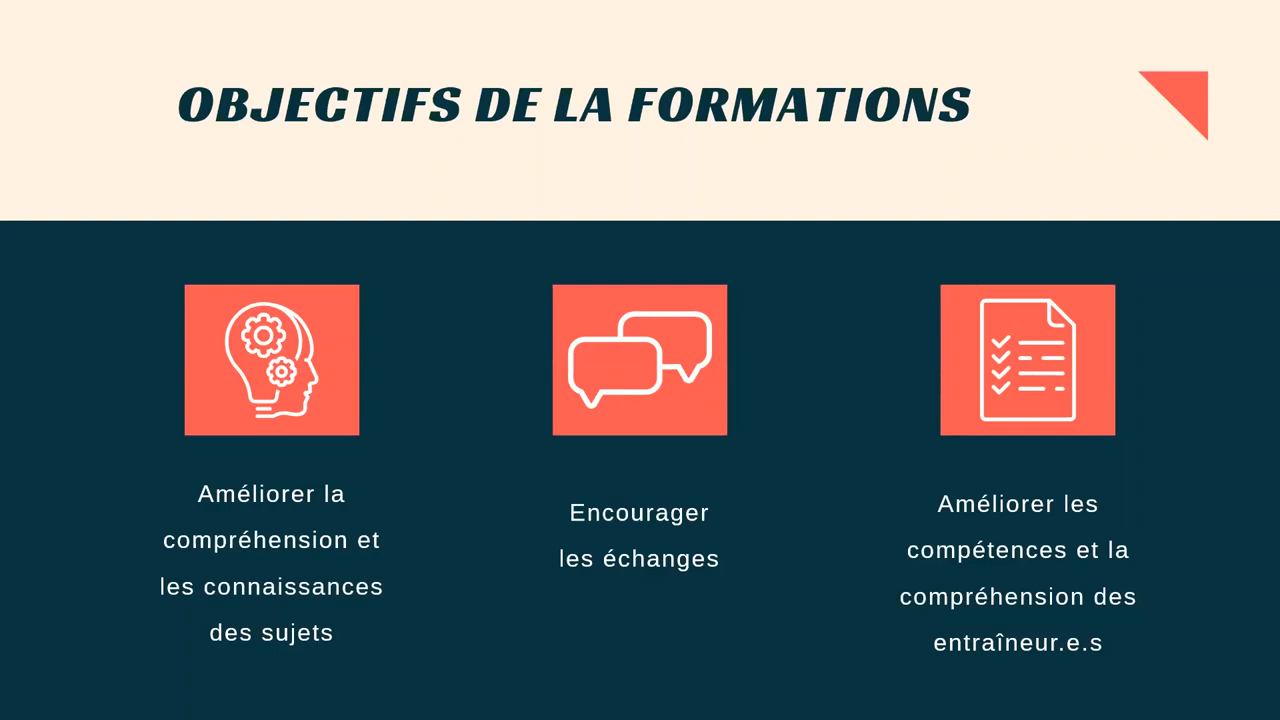 OBJECTIFS DE LA FORMATIONS
Améliorer la
compréhension et
les connaissances
des sujets
Encourager
les échanges
Améliorer les
compétences et la
compréhension des
entraîneur.e.s